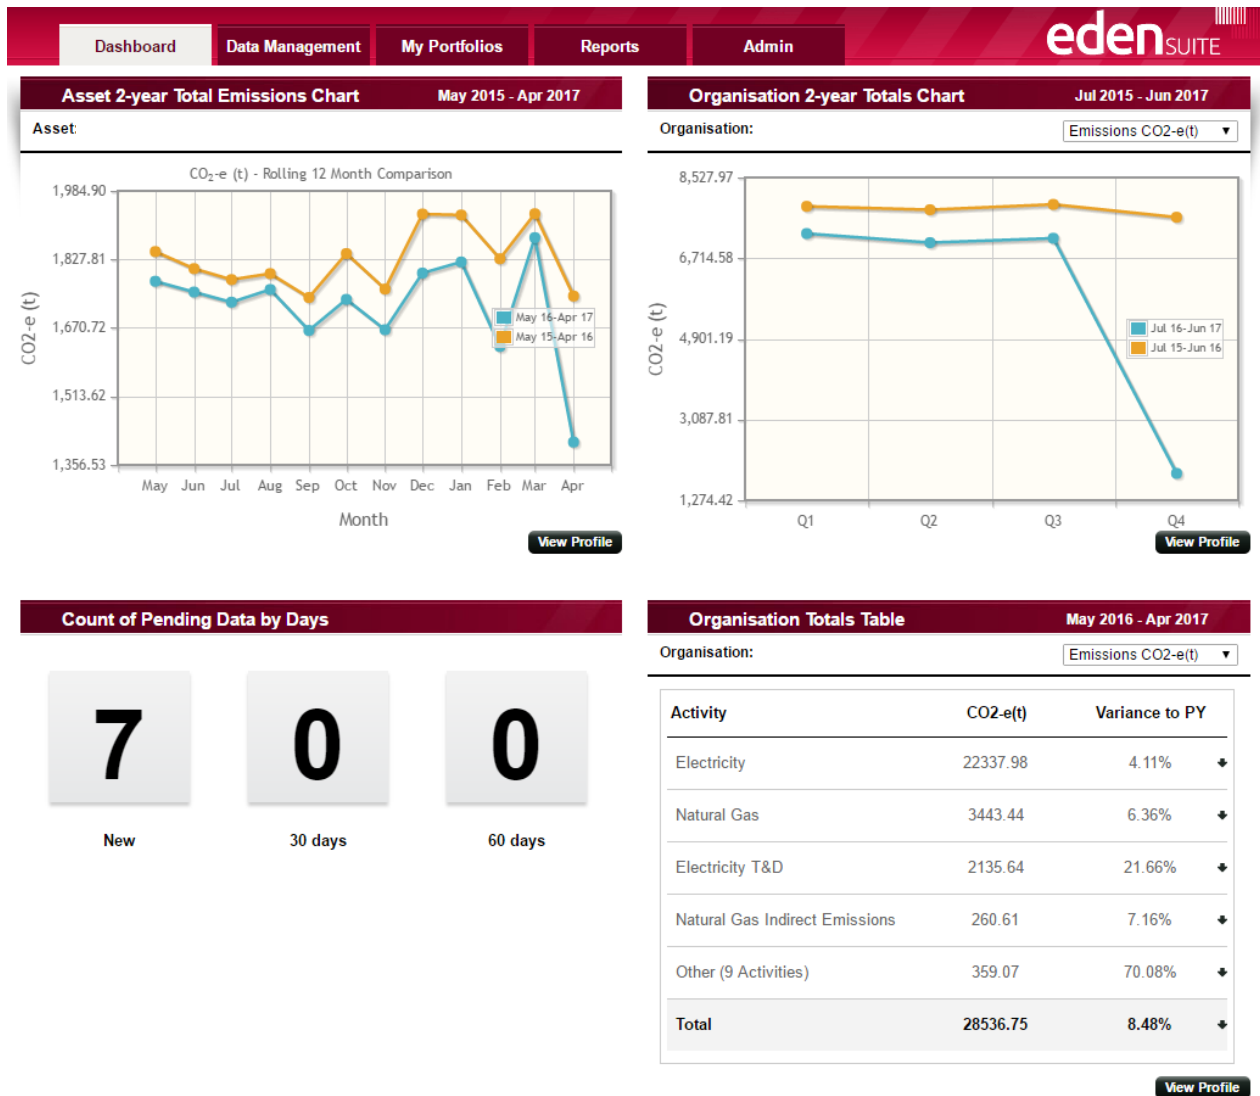 Dashboard Data Management My Portfolios Reports Admin edenSUITE
Asset 2-year Total Emissions Chart May 2015 - Apr 2017
Asset:
CO2-e (t) - Rolling 12 Month Comparison
1,984.90
1,827.81
1,670.72
1,513.62
1,356.53
CO2-e (t)
May 16-Apr 17
May 15-Apr 16
May Jun Jul Aug Sep Oct Nov Dec Jan Feb Mar Apr
Month
View Profile
Organisation 2-year Totals Chart Jul 2015 - Jun 2017
Organisation: Emissions CO2-e(t)
8,527.97
6,714.58
4,901.19
3,087.81
1,274.42
CO2-e (t)
Jul 16-Jun 17
Jul 15-Jun 16
Q1 Q2 Q3 Q4
View Profile
Count of Pending Data by Days
7 0 0
New 30 days 60 days
Organisation Totals Table May 2016 - Apr 2017
Organisation: Emissions CO2-e(t)
Activity CO2-e(t) Variance to PY
Electricity 22337.98 4.11%
Natural Gas 3443.44 6.36%
Electricity T&D 2135.64 21.66%
Natural Gas Indirect Emissions 260.61 7.16%
Other (9 Activities) 359.07 70.08%
Total 28536.75 8.48%
View Profile